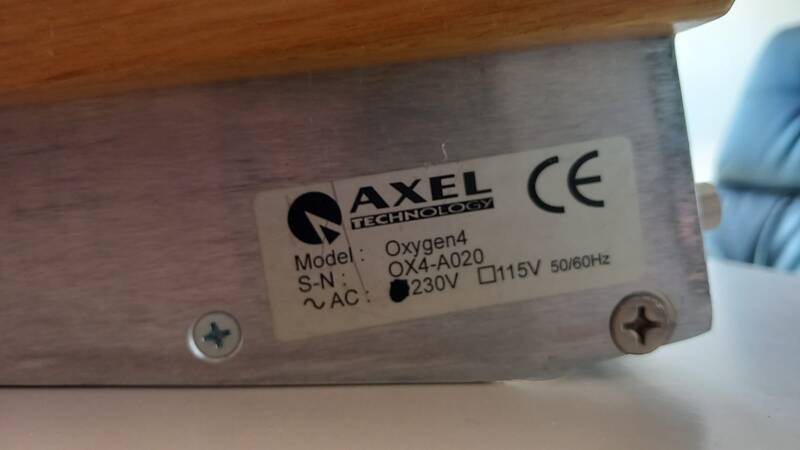 AXEL
TECHNOLOGY
CE
Model : Oxygen4
S-N : OX4-A020
~ AC : 230V 115V 50/60Hz